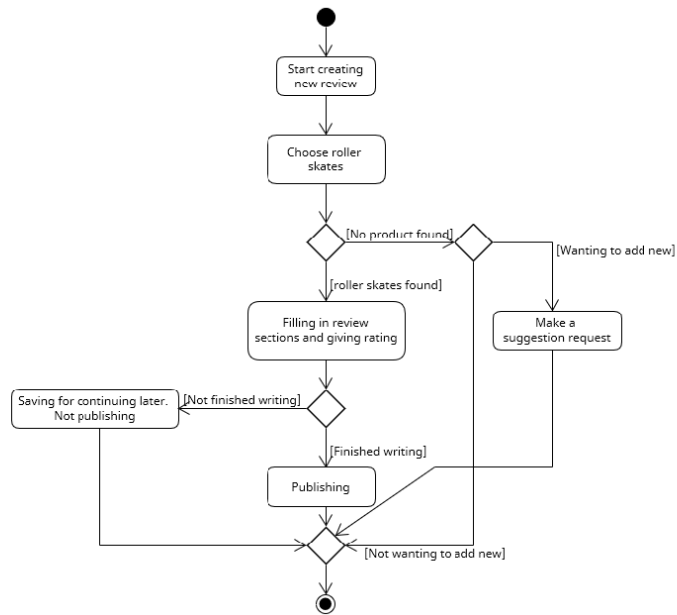 Start creating
new review
Choose roller
skates
[No product found]
[Wanting to add new]
[roller skates found]
Filling in review
sections and giving rating
Make a
suggestion request
Saving for continuing later.
Not publishing
[Not finished writing]
[Finished writing]
Publishing
[Not wanting to add new]